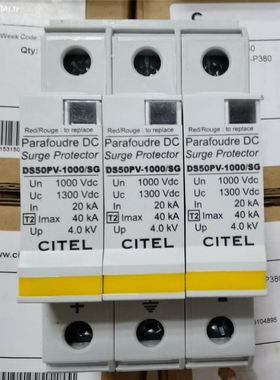 Week Code:
Qty:
P380
153150
Red/Rouge to replace
Parafoudre DC
Surge Protector
DS50PV-1000/SG
Un 1000 Vdc
Uc 1300 Vdc
In 20 kA
T2 Imax 40 kA
Up 4.0 kV
CITEL
Red/Rouge to replace
Parafoudre DC
Surge Protector
DS50PV-1000/SG
Un 1000 Vdc
Uc 1300 Vdc
In 20 kA
T2 Imax 40 kA
Up 4.0 kV
CITEL
Red/Rouge to replace
Parafoudre DC
Surge Protector
DS50PV-1000/SG
Un 1000 Vdc
Uc 1300 Vdc
In 20 kA
T2 Imax 40 kA
Up 4.0 kV
CITEL
+
-